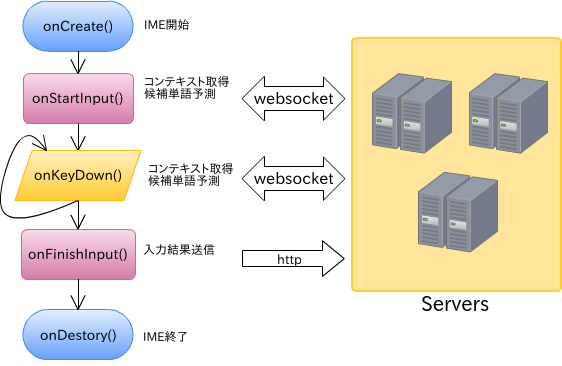 onCreate()
IME開始
onStartInput()
コンテキスト取得
候補単語予測
websocket
onKeyDown()
コンテキスト取得
候補単語予測
websocket
onFinishInput()
入力結果送信
http
Servers
onDestory()
IME終了